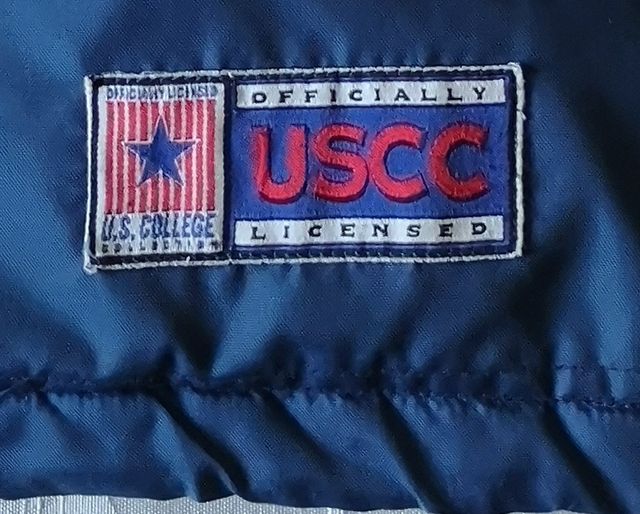 OFFICIALLY LICENSED
U.S. COLLEGE
COLLECTION
OFFICIALLY
USCC
LICENSED